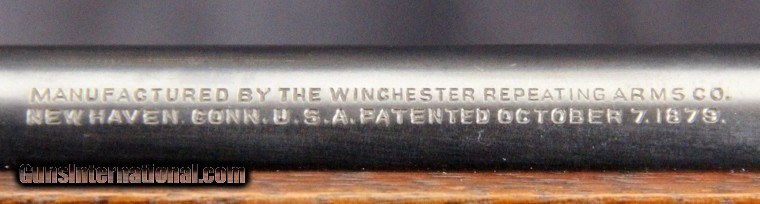 MANUFACTURED BY THE WINCHESTER REPEATING ARMS CO.
NEW HAVEN. CONN. U.S.A. PATENTED OCTOBER 7. 1879.
GunsInternational.com